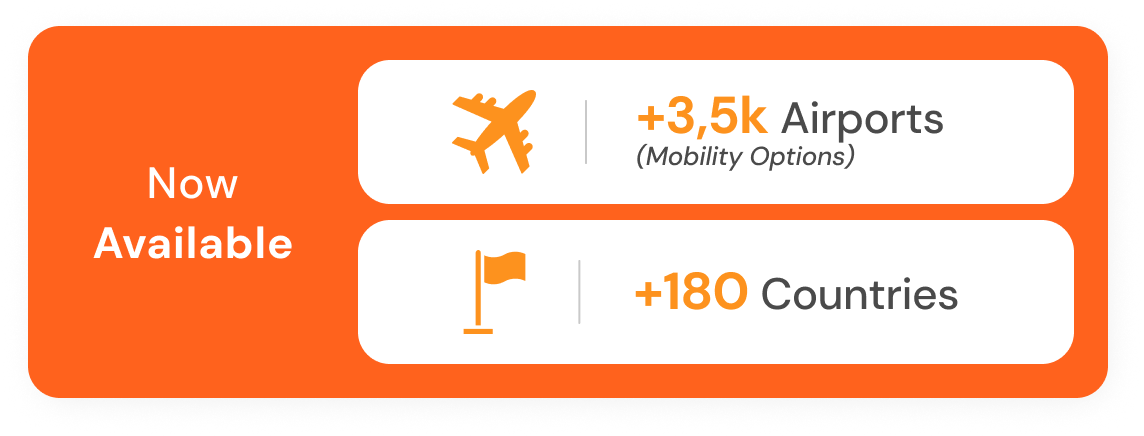 Now
Available
+3,5k Airports
(Mobility Options)
+180 Countries